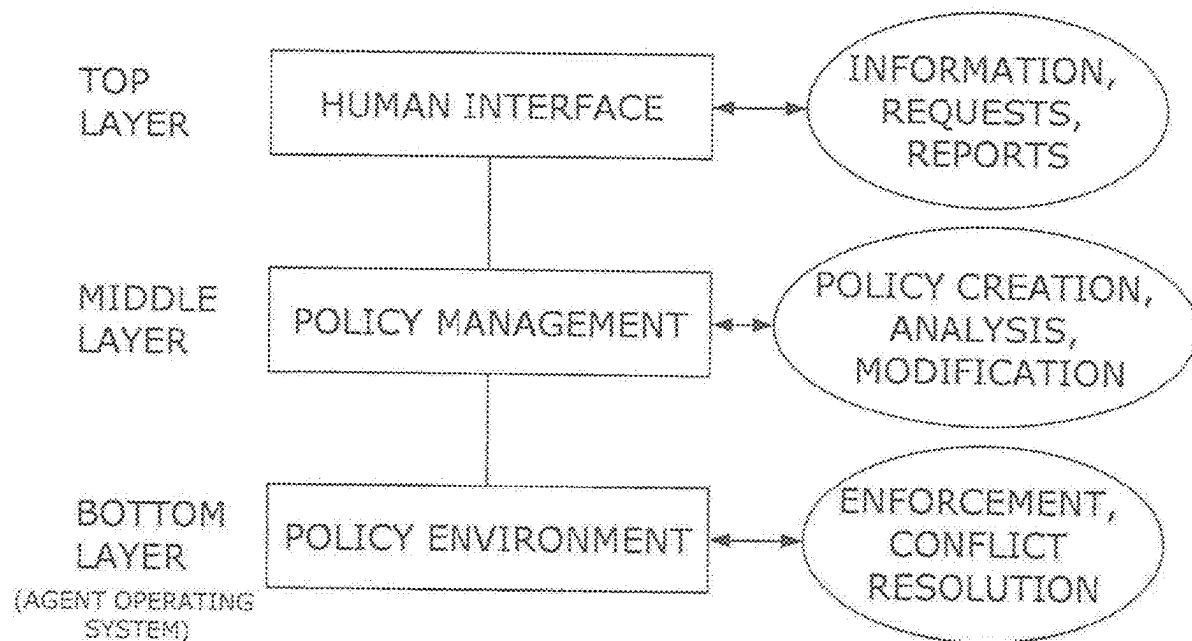 TOP
LAYER
HUMAN INTERFACE
INFORMATION,
REQUESTS,
REPORTS
MIDDLE
LAYER
POLICY MANAGEMENT
POLICY CREATION,
ANALYSIS,
MODIFICATION
BOTTOM
LAYER
(AGENT OPERATING
SYSTEM)
POLICY ENVIRONMENT
ENFORCEMENT,
CONFLICT
RESOLUTION